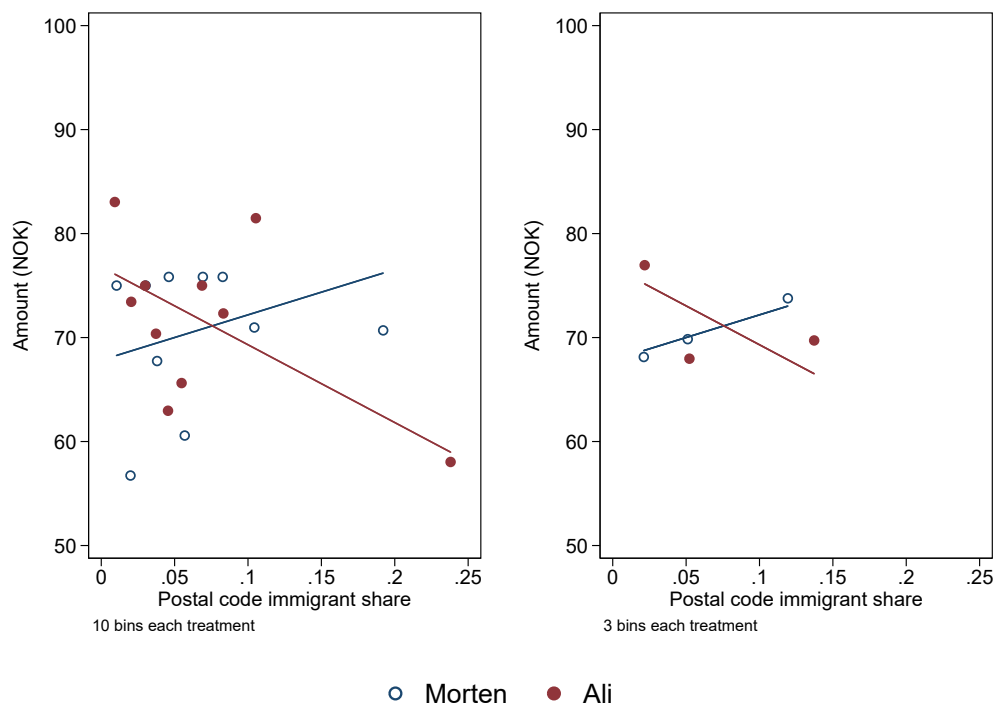 100
90
80
70
60
50
Amount (NOK)
0 .05 .1 .15 .2 .25
Postal code immigrant share
10 bins each treatment
100
90
80
70
60
50
Amount (NOK)
0 .05 .1 .15 .2 .25
Postal code immigrant share
3 bins each treatment
Morten Ali